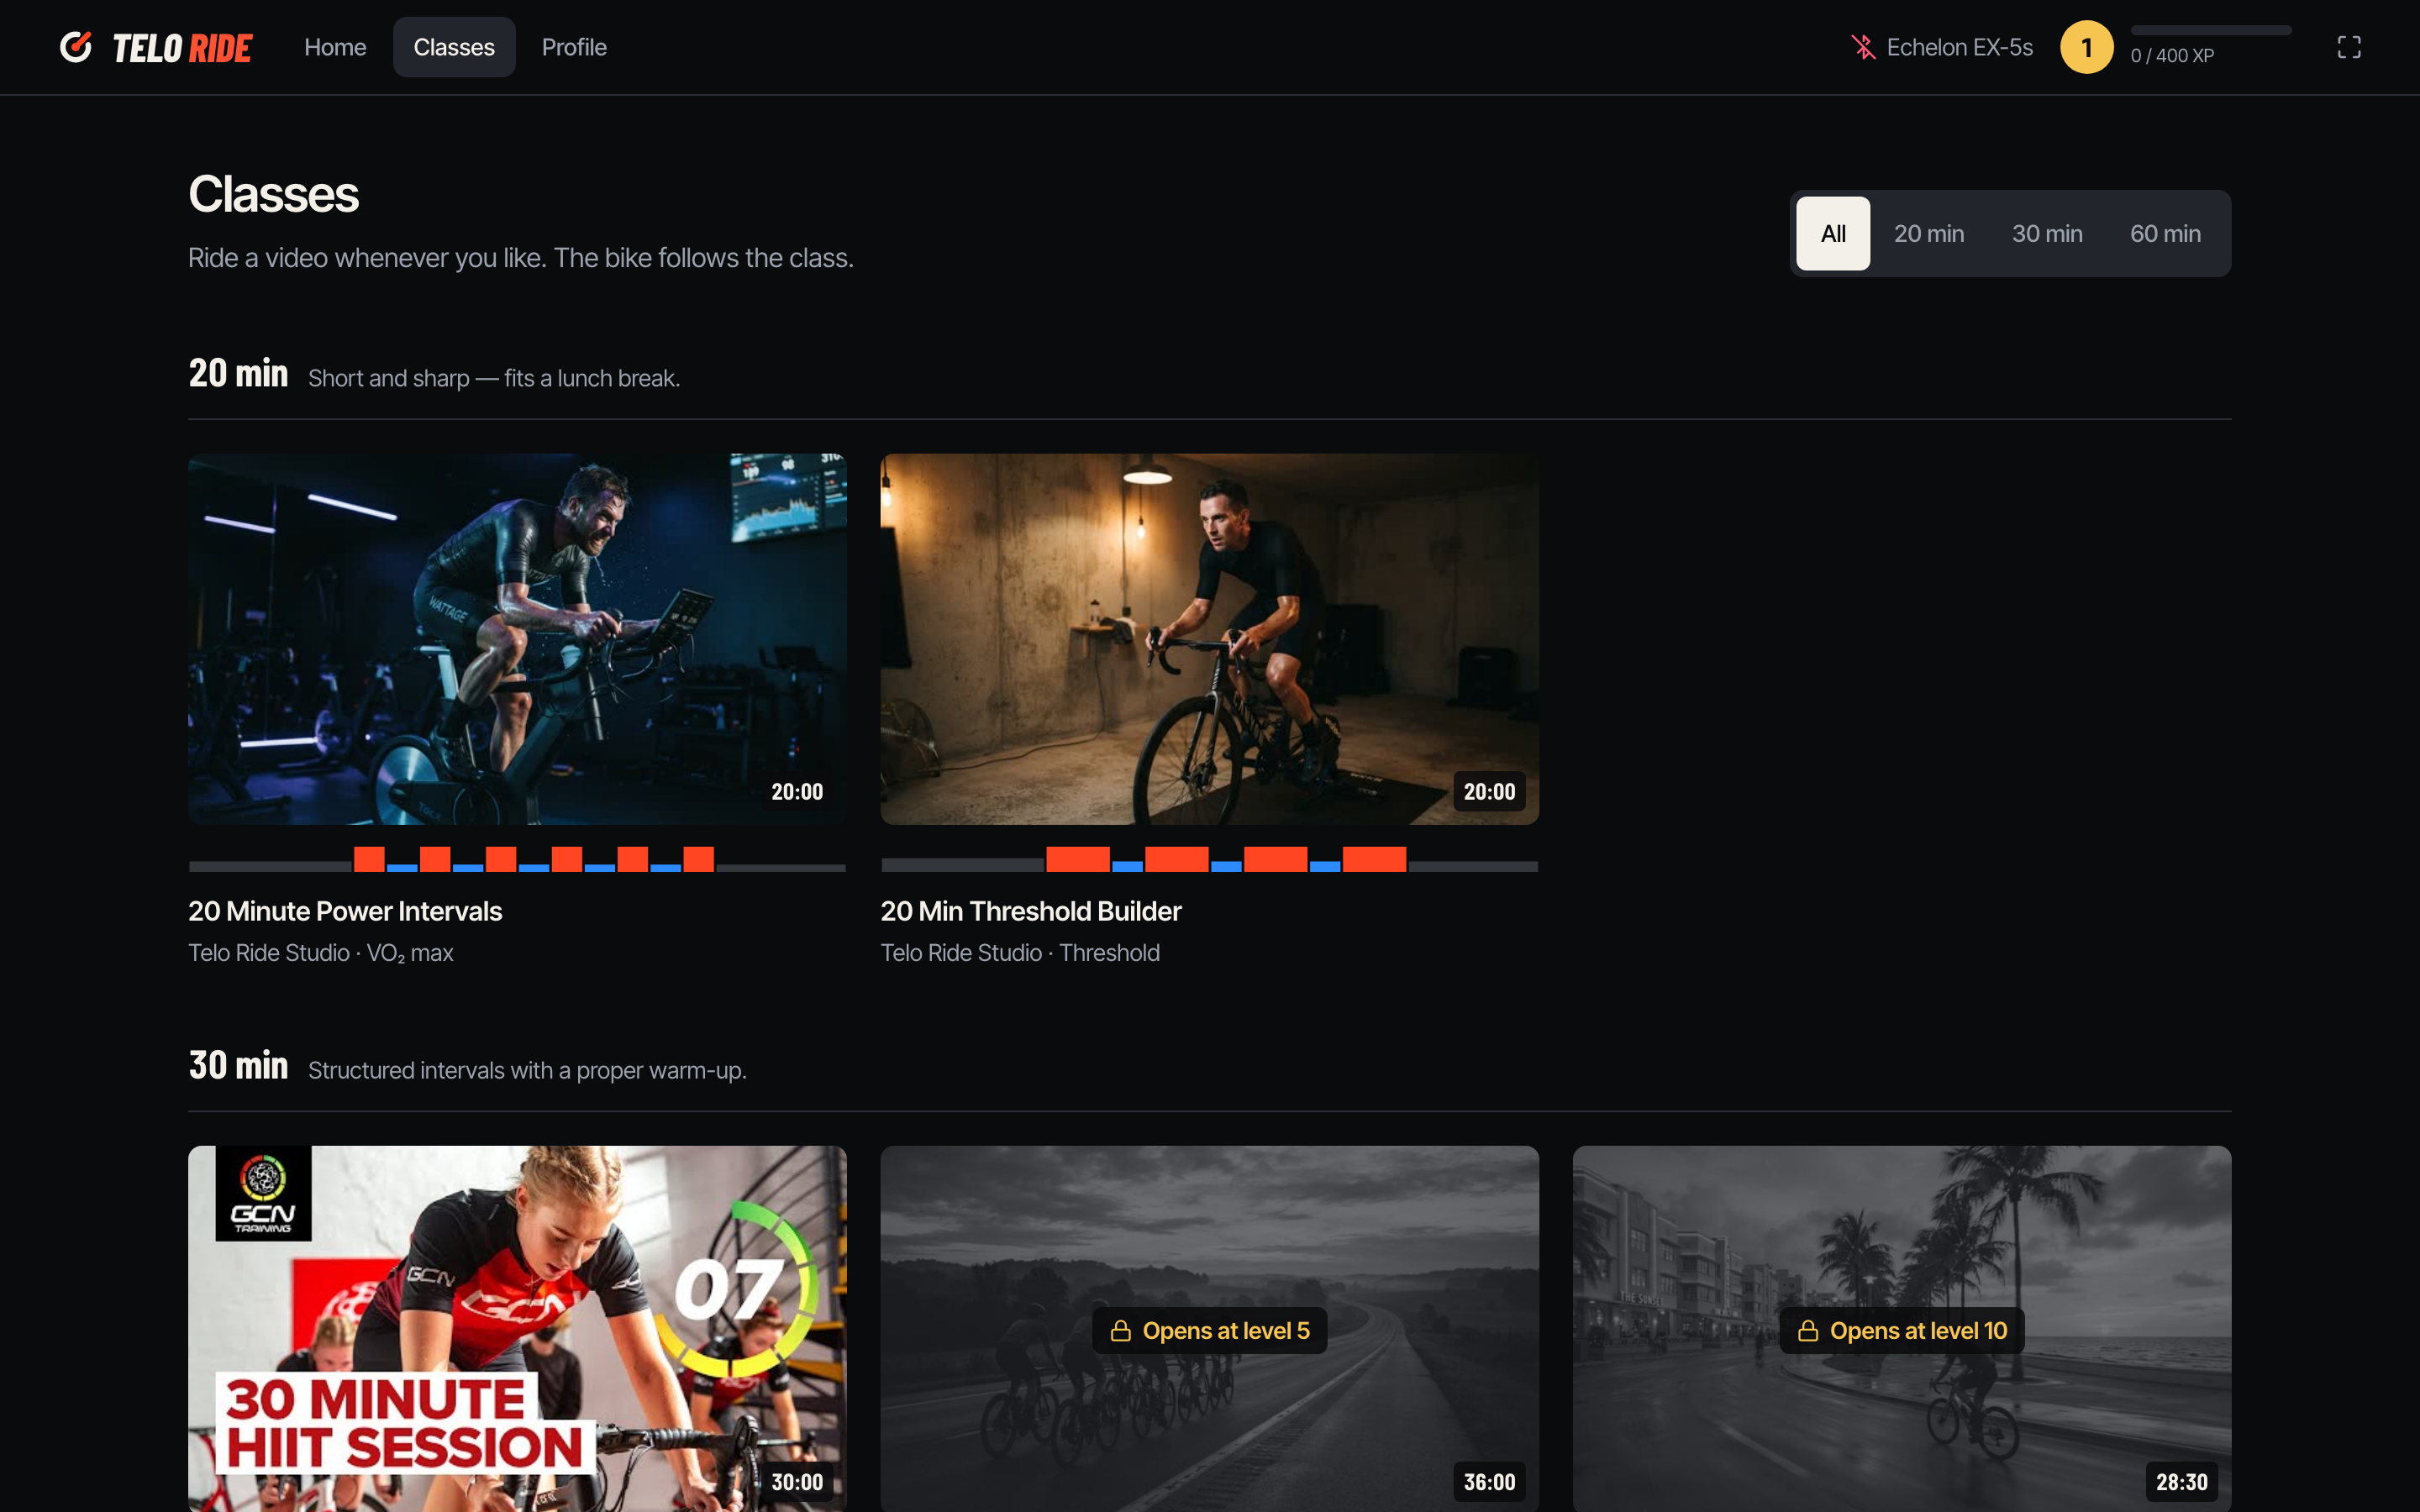 TELO RIDE
Home
Classes
Profile
Echelon EX-5s
1
0 / 400 XP
Classes
Ride a video whenever you like. The bike follows the class.
All
20 min
30 min
60 min
20 min
Short and sharp — fits a lunch break.
WATTAGE
20:00
20:00
20 Minute Power Intervals
Telo Ride Studio · VO₂ max
20 Min Threshold Builder
Telo Ride Studio · Threshold
30 min
Structured intervals with a proper warm-up.
GCN
TRAINING
GCN
GCN
07
30 MINUTE
HIIT SESSION
30:00
Opens at level 5
36:00
THE SUNSET
Opens at level 10
28:30